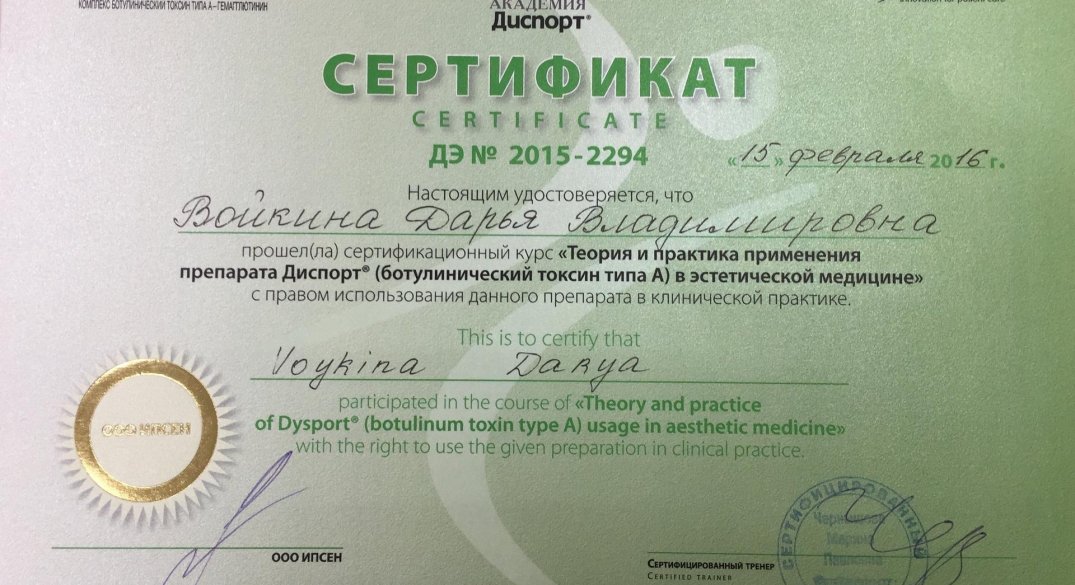 КОМПЛЕКС БОТУЛИНИЧЕСКИЙ ТОКСИН ТИПА А – ГЕМАГГЛЮТИНИН
АКАДЕМИЯ
Диспорт®
СЕРТИФИКАТ
CERTIFICATE
ДЭ № 2015-2294
«15» февраля 2016 г.
Настоящим удостоверяется, что
Войкина Дарья Владимировна
прошел(ла) сертификационный курс «Теория и практика применения
препарата Диспорт® (ботулинический токсин типа А) в эстетической медицине»
с правом использования данного препарата в клинической практике.
This is to certify that
Voykina Darya
participated in the course of «Theory and practice
of Dysport® (botulinum toxin type A) usage in aesthetic medicine»
with the right to use the given preparation in clinical practice.
ООО ИПСЕН
ООО ИПСЕН
СЕРТИФИЦИРОВАННЫЙ
Марина
Павловна
Сертифицированный тренер
Certified trainer